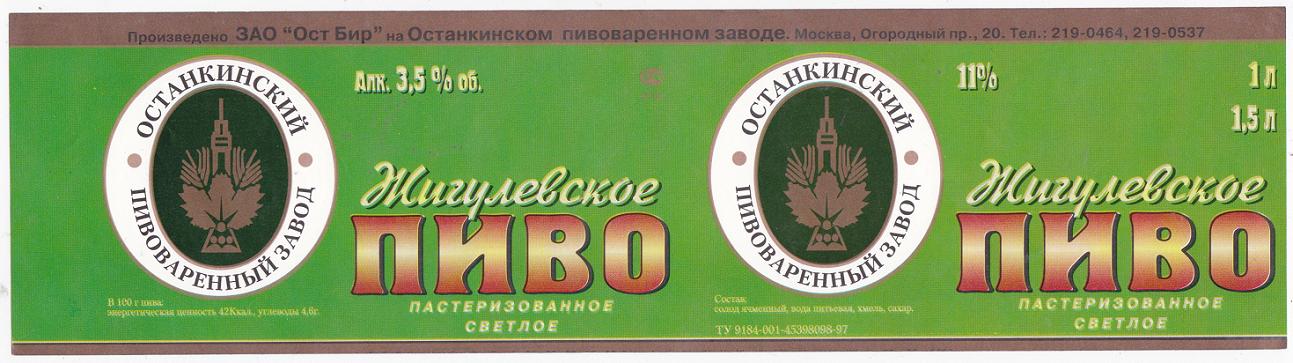 Произведено ЗАО "Ост Бир" на Останкинском пивоваренном заводе. Москва, Огородный пр., 20. Тел.: 219-0464, 219-0537
ОСТАНКИНСКИЙ
ПИВОВАРЕННЫЙ ЗАВОД
Алк. 3,5 % об.
Жигулевское
ПИВО
ПАСТЕРИЗОВАННОЕ
СВЕТЛОЕ
В 100 г пива:
энергетическая ценность 42Ккал., углеводы 4,6г.
ОСТАНКИНСКИЙ
ПИВОВАРЕННЫЙ ЗАВОД
11%
1 л
1,5 л
Жигулевское
ПИВО
ПАСТЕРИЗОВАННОЕ
СВЕТЛОЕ
Состав:
солод ячменный, вода питьевая, хмель, сахар.
ТУ 9184-001-45398098-97